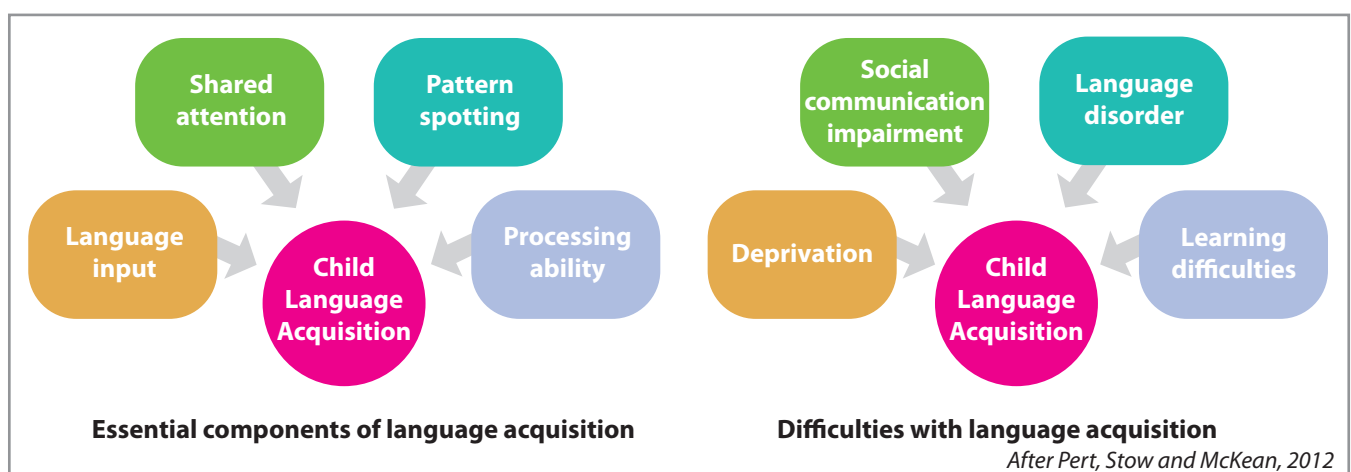 Shared
attention
Pattern
spotting
Language
input
Processing
ability
Child
Language
Acquisition
Essential components of language acquisition
Social
communication
impairment
Language
disorder
Deprivation
Learning
difficulties
Child
Language
Acquisition
Difficulties with language acquisition
After Pert, Stow and McKean, 2012